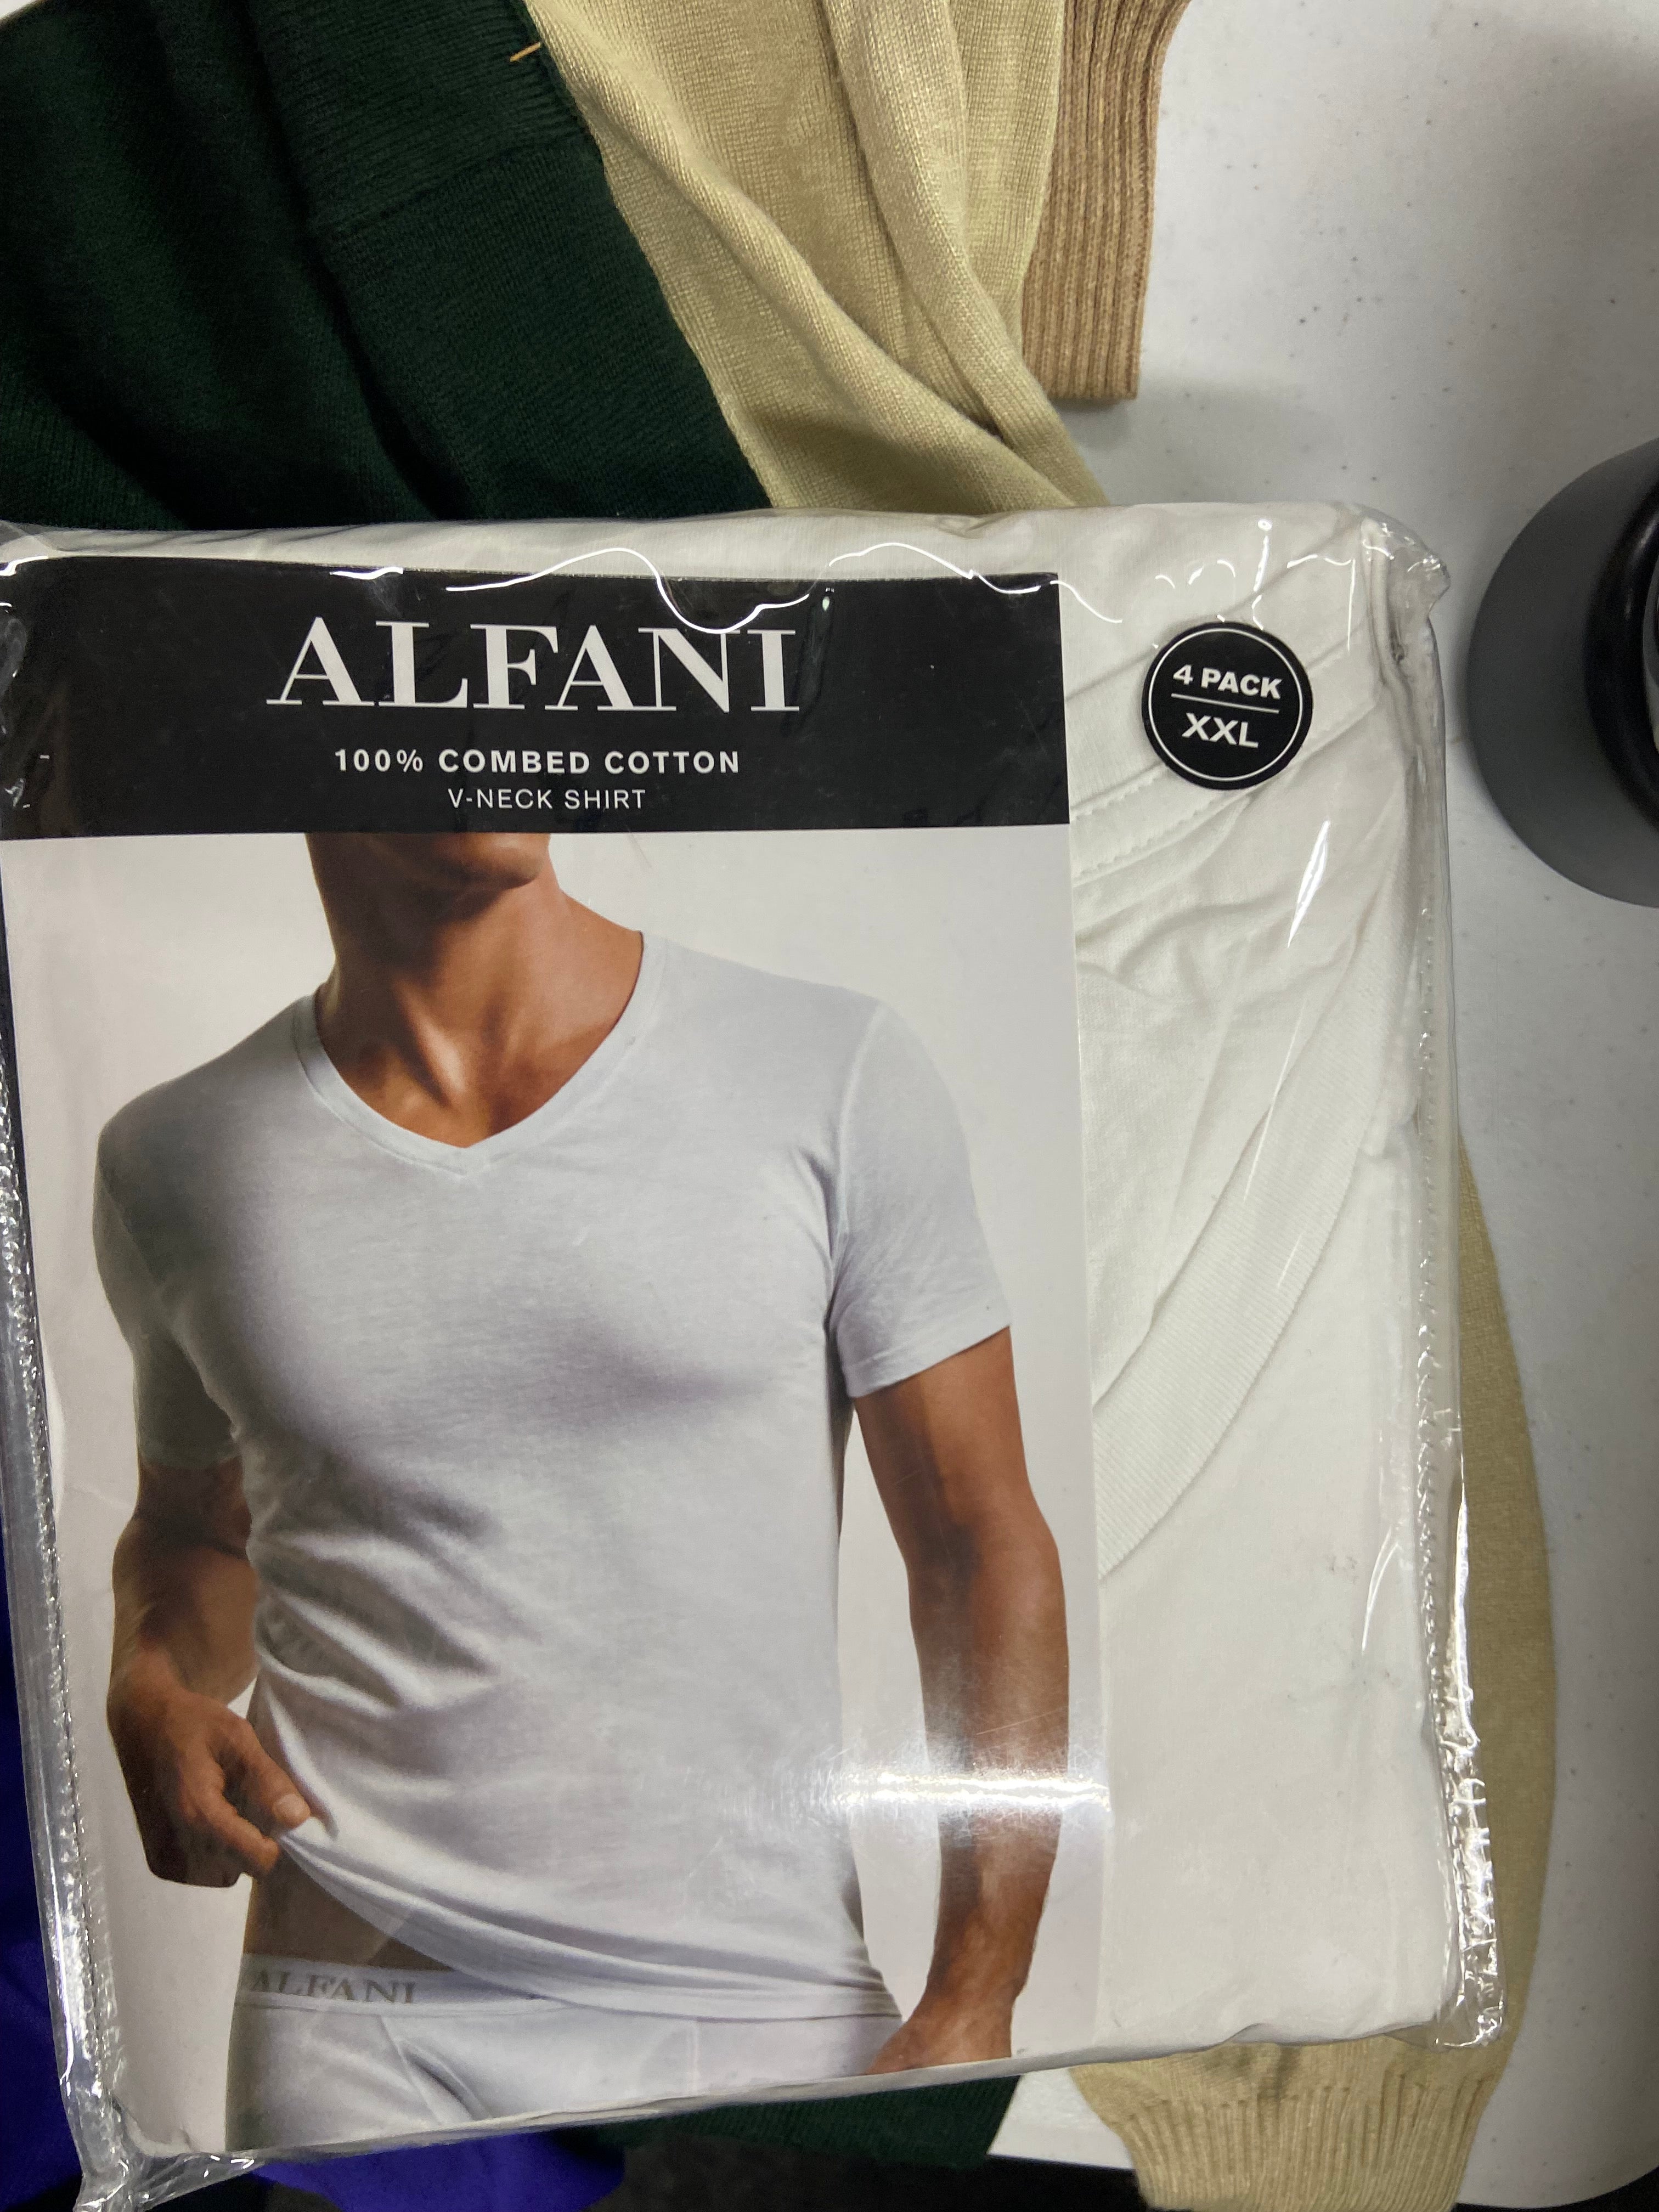 ALFANI
100% COMBED COTTON
V-NECK SHIRT
4 PACK
XXL
ALFANI